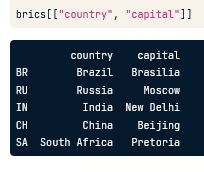 brics[["country", "capital"]]
country capital
BR Brazil Brasilia
RU Russia Moscow
IN India New Delhi
CH China Beijing
SA South Africa Pretoria